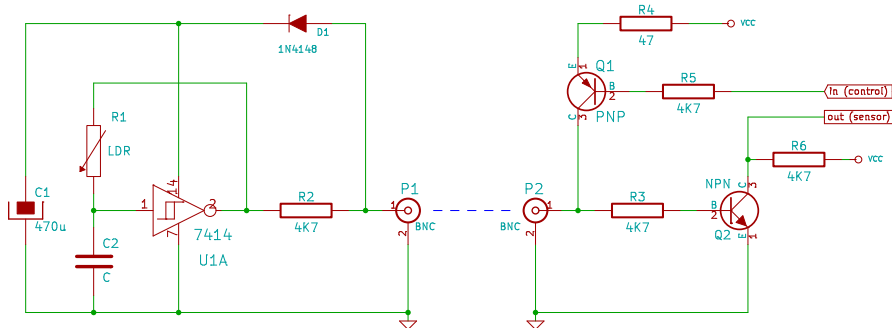 R4
VCC
47
D1
1N4148
E
1
Q1
B
2
C
3
PNP
R5
4K7
in (control)
out (sensor)
R1
LDR
R6
4K7
VCC
C1
470u
14
1
2
7
7414
U1A
R2
4K7
P1
1
2
BNC
P2
1
2
BNC
R3
4K7
NPN
C
3
B
2
E
1
Q2
C2
C